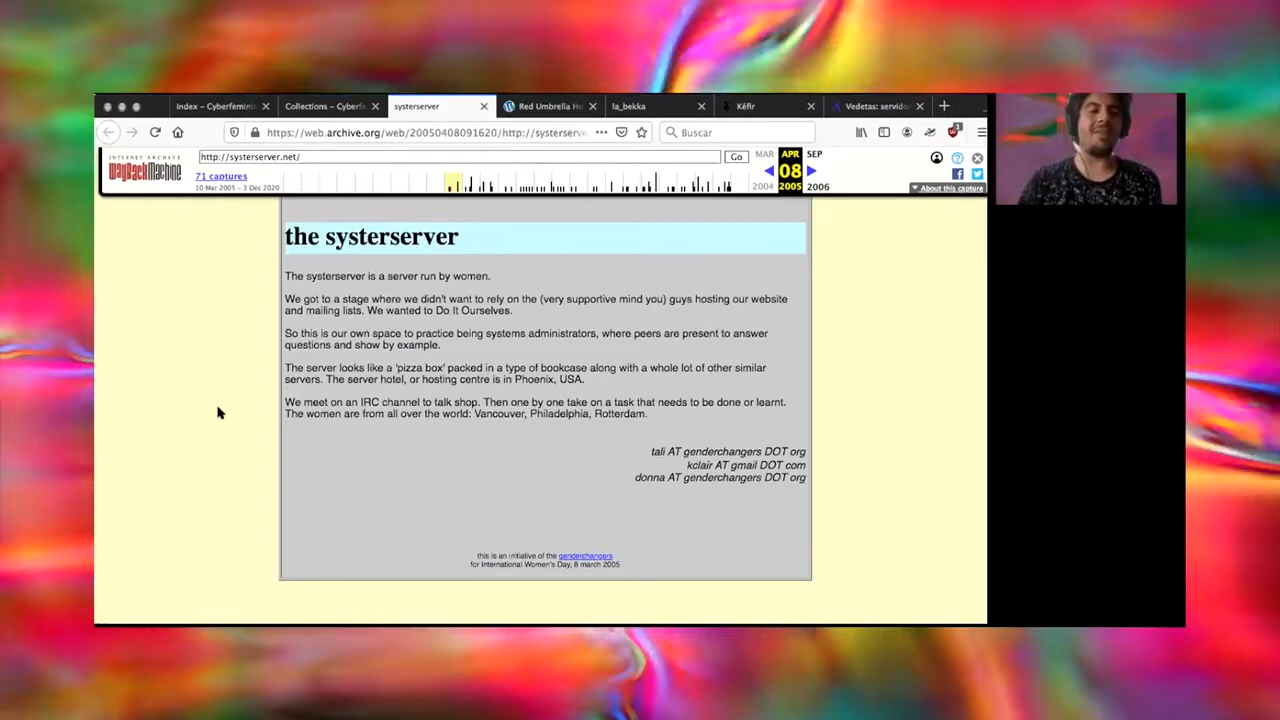 Index – Cyberfemini
Collections – Cyberfe
systerserver
Red Umbrella Ho
la_bekka
Kéfir
Vedetas: servido
https://web.archive.org/web/20050408091620/http://systerserve
Buscar
INTERNET ARCHIVE
WayBackMachine
http://systerserver.net/
Go
MAR
APR
SEP
71 captures
08
10 Mar 2005 – 3 Dec 2020
2004
2005
2006
About this capture
the systerserver
The systerserver is a server run by women.
We got to a stage where we didn't want to rely on the (very supportive mind you) guys hosting our website
and mailing lists. We wanted to Do It Ourselves.
So this is our own space to practice being systems administrators, where peers are present to answer
questions and show by example.
The server looks like a 'pizza box' packed in a type of bookcase along with a whole lot of other similar
servers. The server hotel, or hosting centre is in Phoenix, USA.
We meet on an IRC channel to talk shop. Then one by one take on a task that needs to be done or learnt.
The women are from all over the world: Vancouver, Philadelphia, Rotterdam.
tali AT genderchangers DOT org
kclair AT gmail DOT com
donna AT genderchangers DOT org
this is an initiative of the genderchangers
for International Women's Day, 8 march 2005